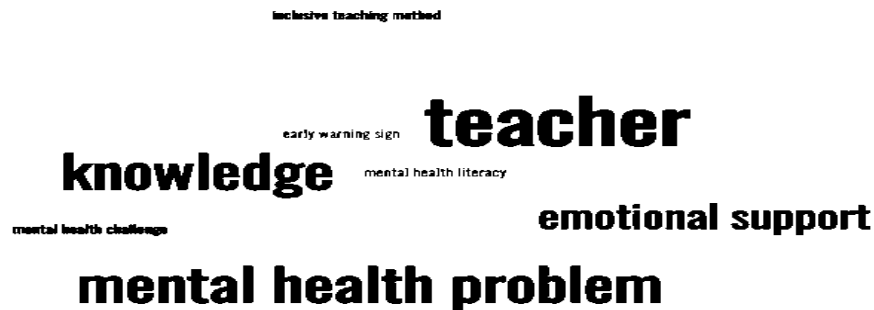 inclusive teaching method
teacher
early warning sign
knowledge
mental health literacy
emotional support
mental health challenge
mental health problem